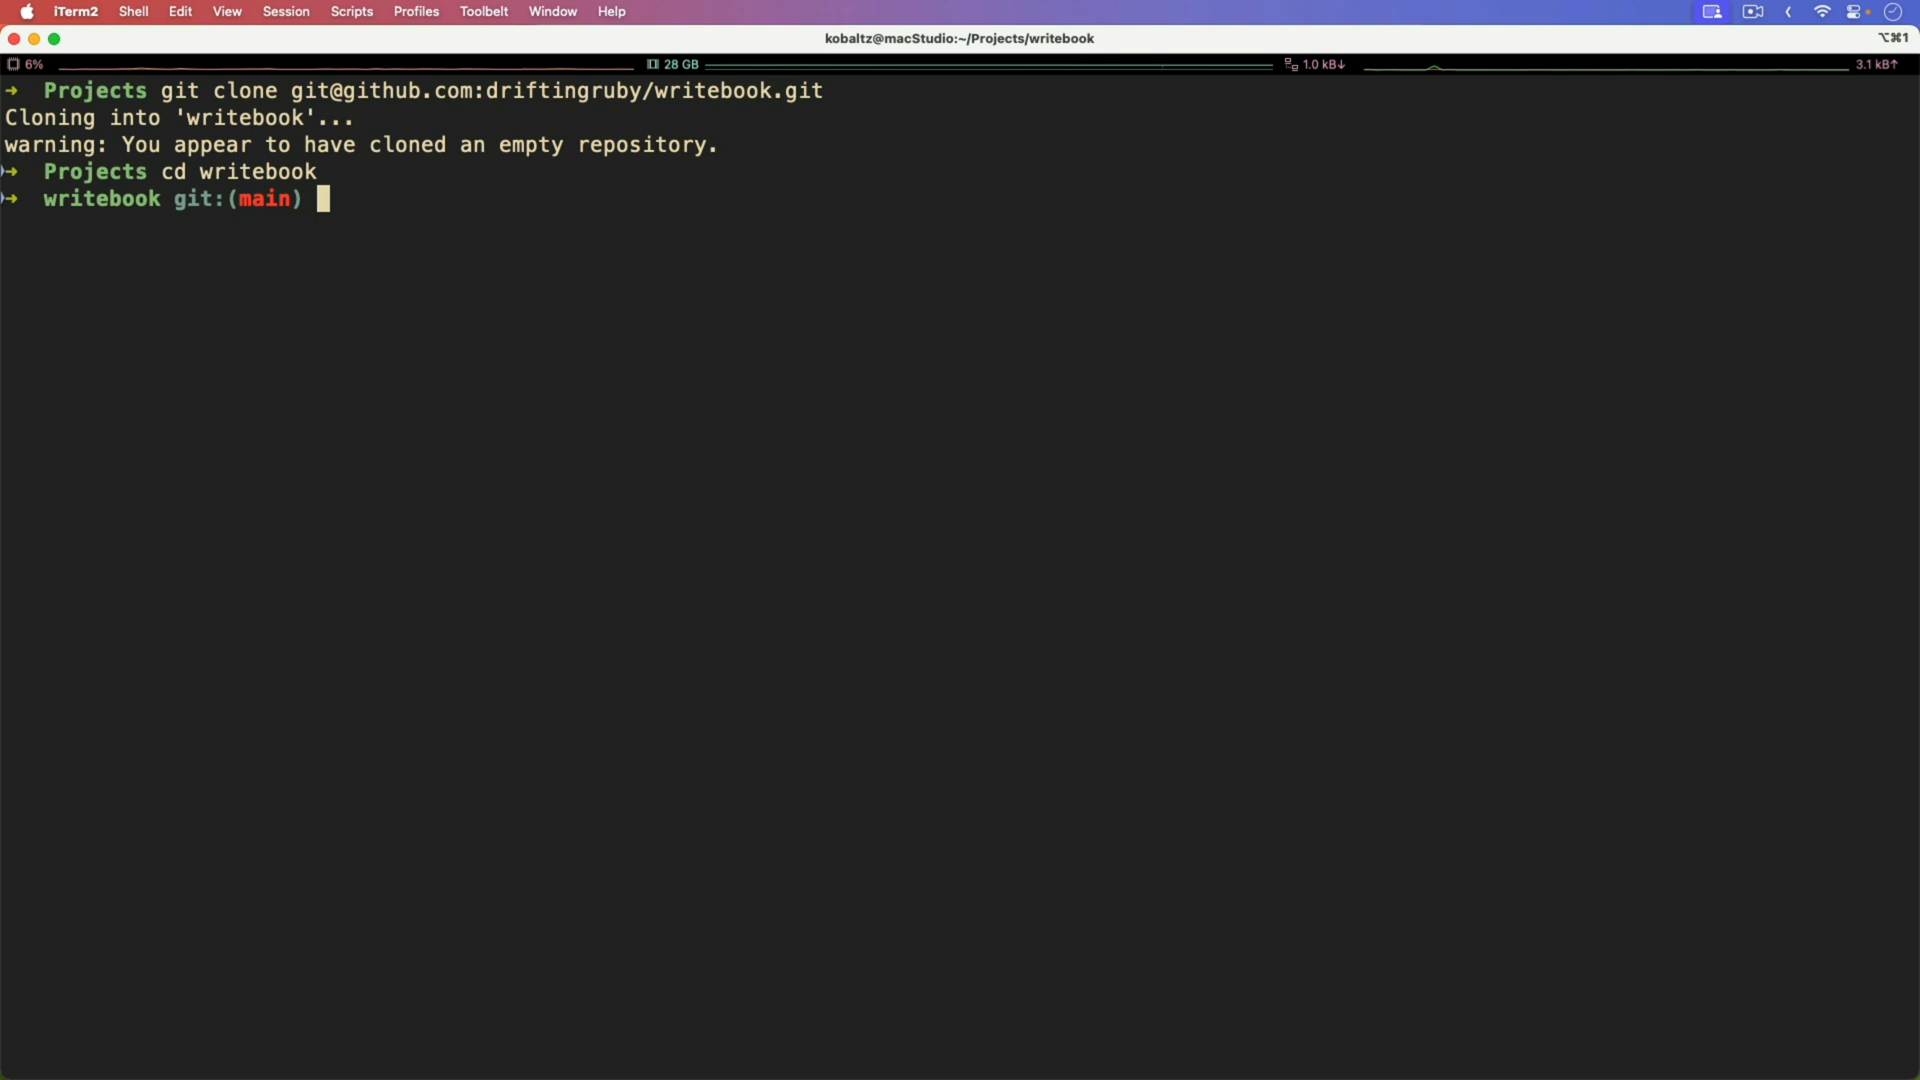 iTerm2 Shell Edit View Session Scripts Profiles Toolbelt Window Help
kobaltz@macStudio:~/Projects/writebook ⌥⌘1
6% 28 GB 1.0 kB↓ 3.1 kB↑
→ Projects git clone git@github.com:driftingruby/writebook.git
Cloning into 'writebook'...
warning: You appear to have cloned an empty repository.
→ Projects cd writebook
→ writebook git:(main)